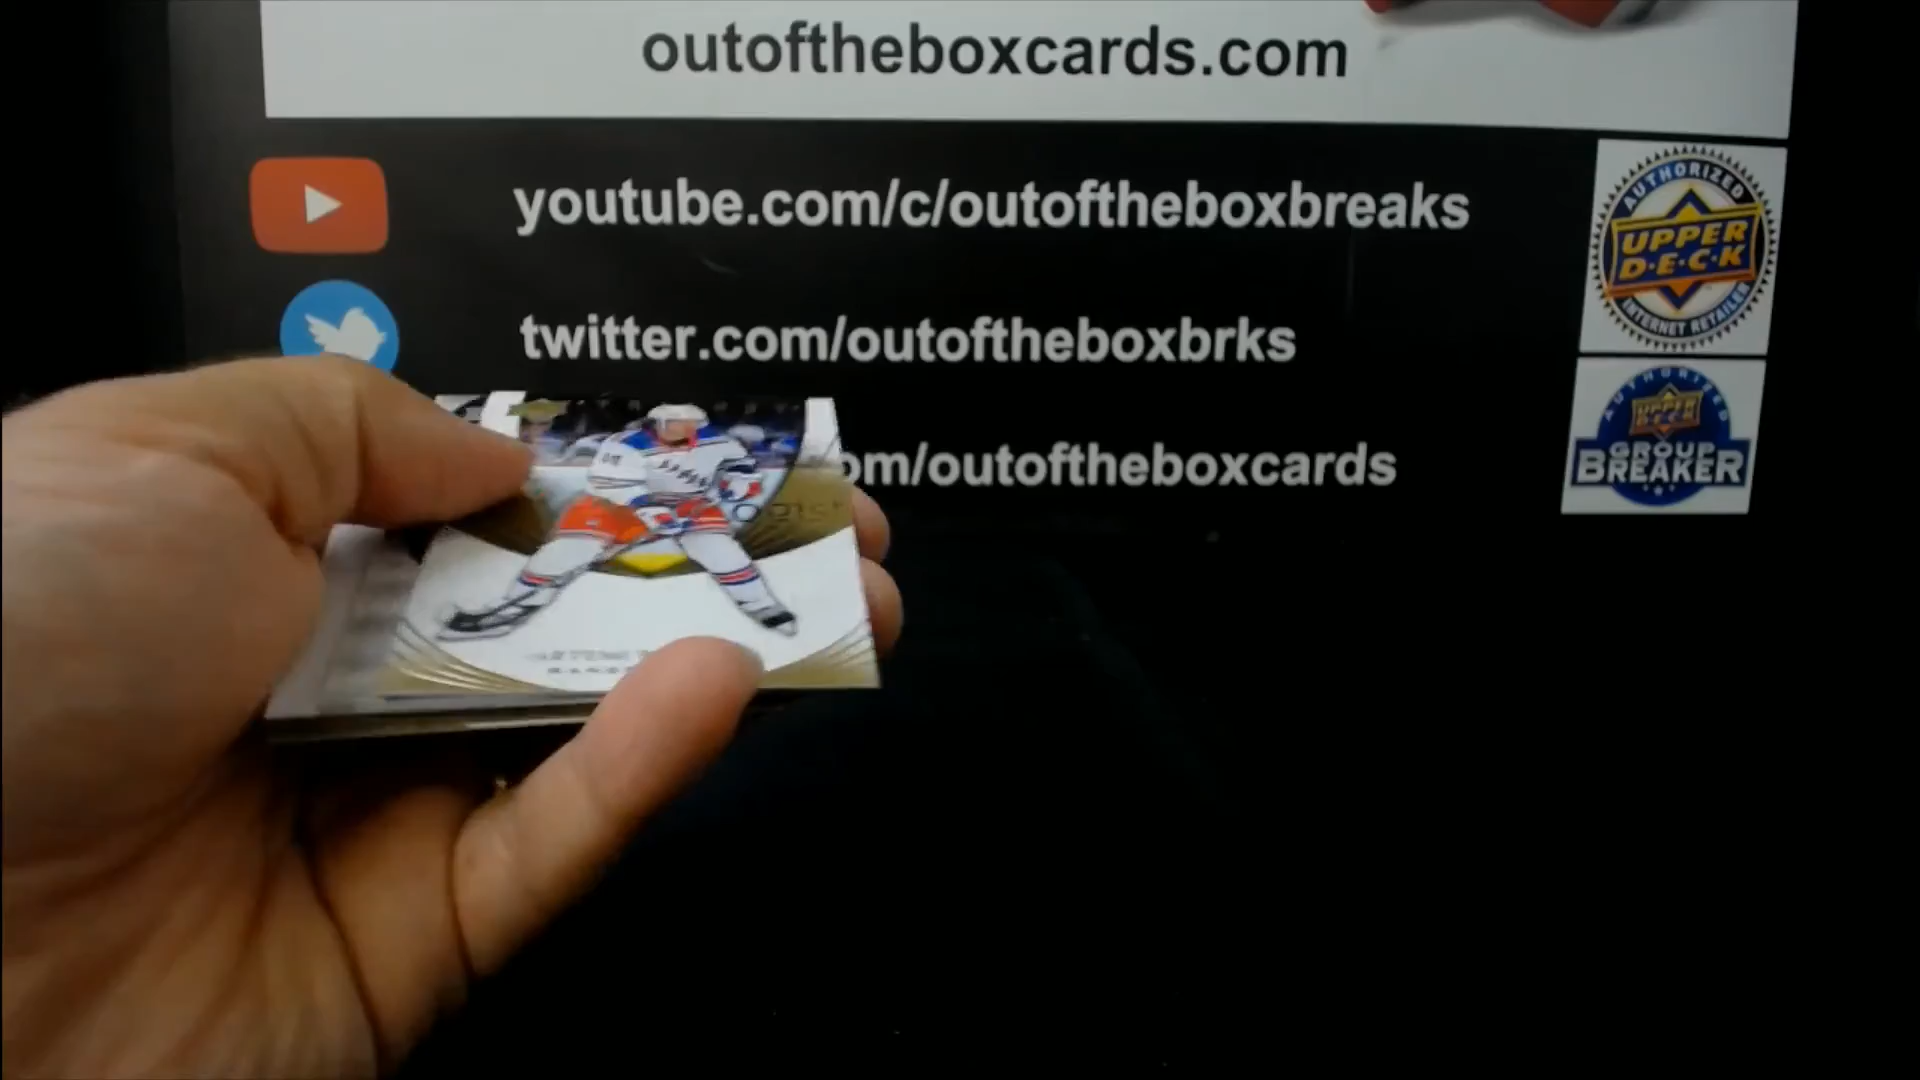 outoftheboxcards.com
youtube.com/c/outoftheboxbreaks
twitter.com/outoftheboxbrks
om/outoftheboxcards
AUTHORIZED
UPPER
D·E·C·K
INTERNET RETAILER
AUTHORIZED
UPPER
DECK
GROUP
BREAKER